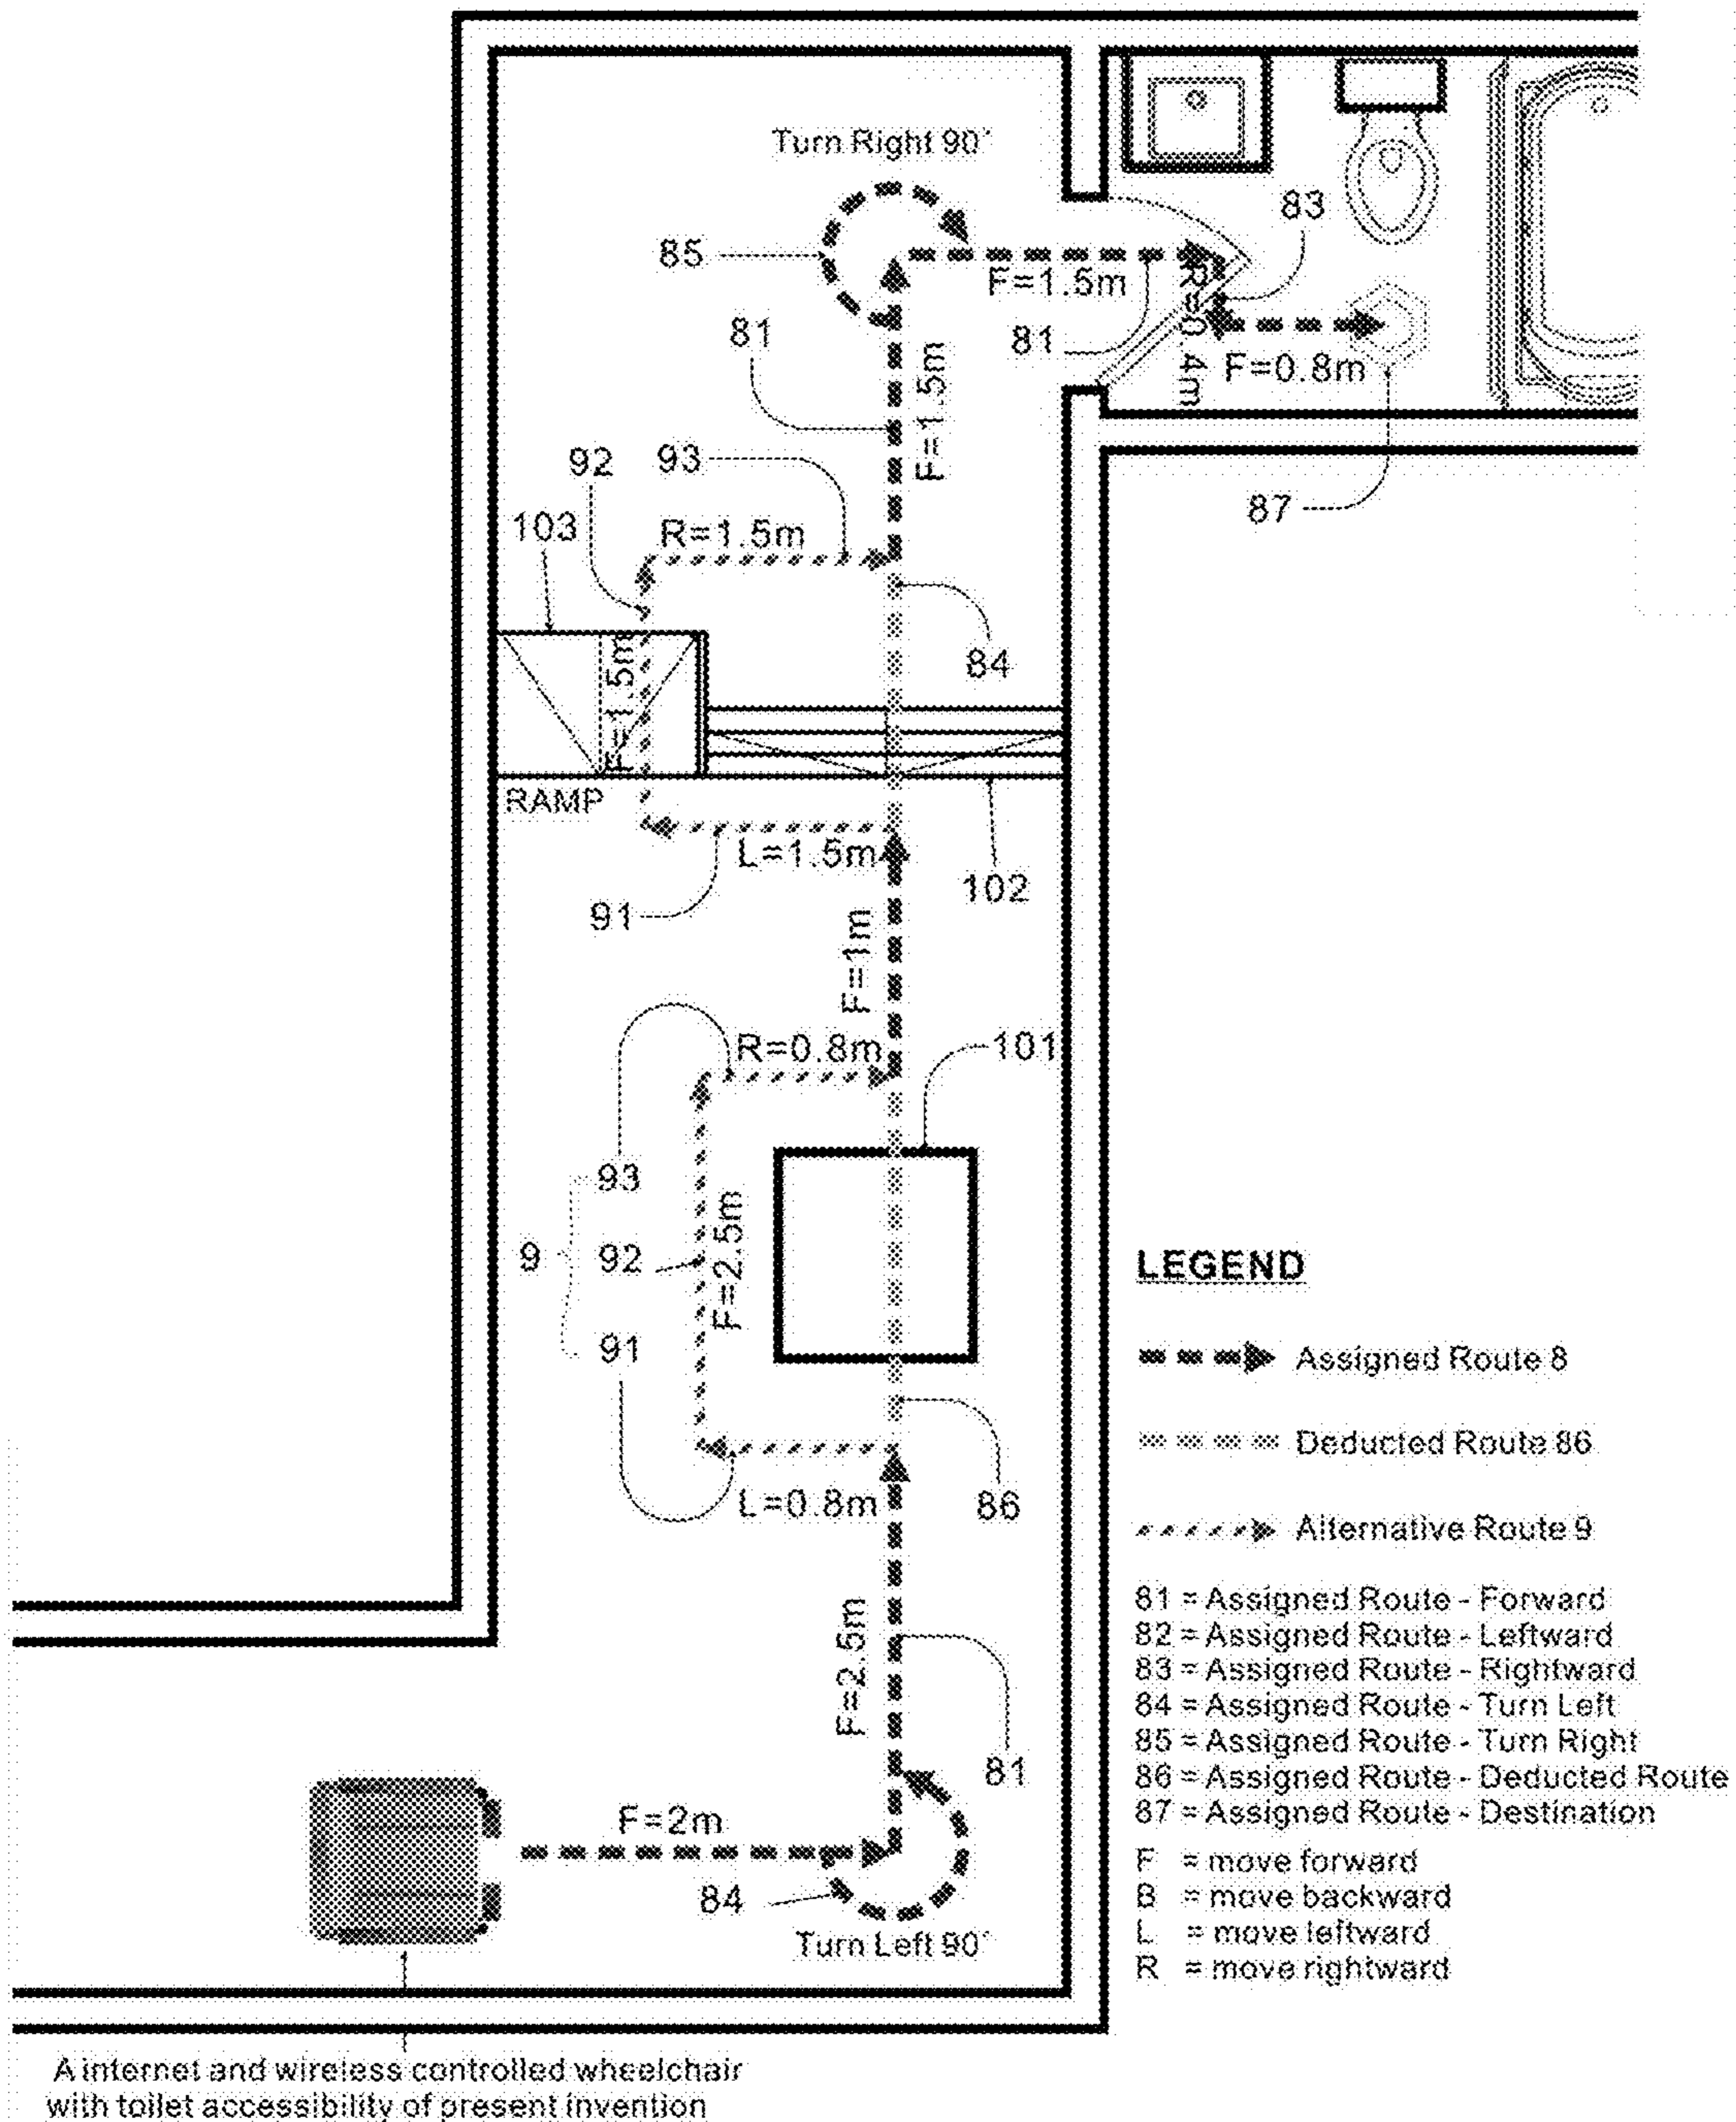 Turn Right 90°
83
85
F=1.5m
81
81
R=0.4m
F=0.8m
F=1.5m
92
93
87
103
R=1.5m
84
F=1.5m
RAMP
L=1.5m
102
91
F=1m
R=0.8m
101
93
9
92
F=2.5m
91
L=0.8m
86
F=2.5m
81
F=2m
84
Turn Left 90°
1
A internet and wireless controlled wheelchair
with toilet accessibility of present invention
LEGEND
Assigned Route 8
Deducted Route 86
Alternative Route 9
81 = Assigned Route - Forward
82 = Assigned Route - Leftward
83 = Assigned Route - Rightward
84 = Assigned Route - Turn Left
85 = Assigned Route - Turn Right
86 = Assigned Route - Deducted Route
87 = Assigned Route - Destination
F = move forward
B = move backward
L = move leftward
R = move rightward